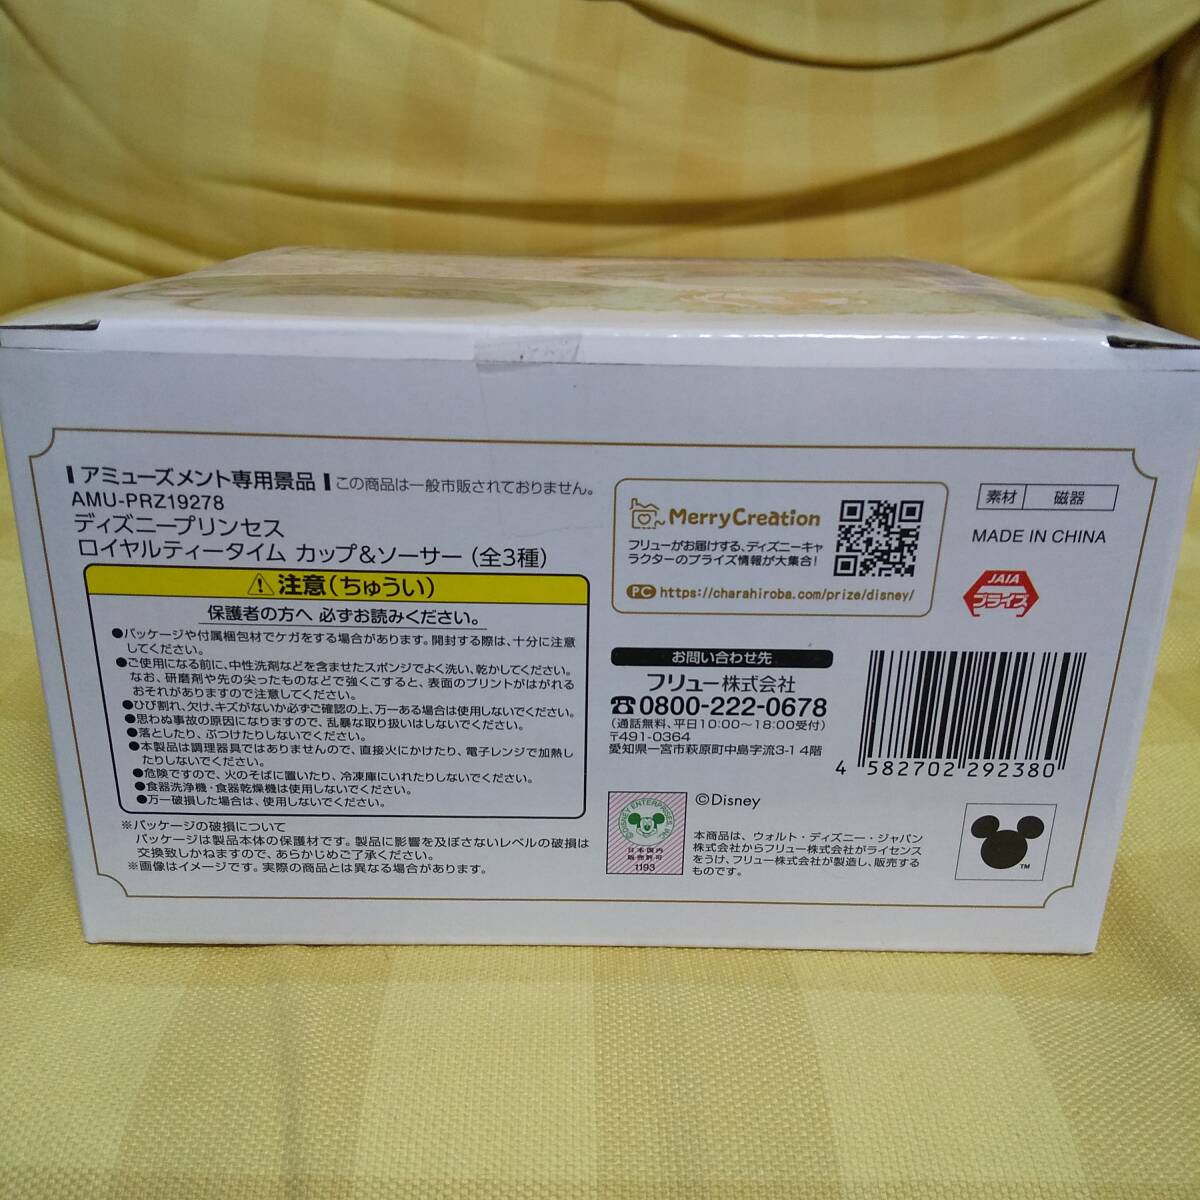 アミューズメント専用景品 この商品は一般市販されておりません。
AMU-PRZ19278
ディズニープリンセス
ロイヤルティータイム カップ&ソーサー (全3種)
注意(ちゅうい)
保護者の方へ 必ずお読みください。
●パッケージや付属梱包材でケガをする場合があります。開封する際は、十分に注意
してください。
●ご使用になる前に、中性洗剤などを含ませたスポンジでよく洗い、乾かしてください。
なお、研磨剤や先の尖ったものなどで強くこすると、表面のプリントがはがれる
おそれがありますので注意してください。
●ひび割れ、欠け、キズがないか必ずご確認の上、万一ある場合は使用しないでください。
●思わぬ事故の原因になりますので、乱暴な取り扱いはしないでください。
●落としたり、ぶつけたりしないでください。
●本製品は調理器具ではありませんので、直接火にかけたり、電子レンジで加熱し
たりしないでください。
●危険ですので、火のそばに置いたり、冷凍庫にいれたりしないでください。
●食器洗浄機・食器乾燥機は使用しないでください。
●万一破損した場合は、使用しないでください。
※パッケージの破損について
パッケージは製品本体の保護材です。製品に影響を及ぼさないレベルの破損は
交換致しかねますので、あらかじめご了承ください。
※画像はイメージです。実際の商品とは異なる場合があります。
MerryCreation
フリューがお届けする、ディズニーキャ
ラクターのプライズ情報が大集合!
PC https://charahiroba.com/prize/disney/
素材 磁器
MADE IN CHINA
JAIA
プライズ
お問い合わせ先
フリュー株式会社
☎0800-222-0678
(通話無料、平日10:00〜18:00受付)
〒491-0364
愛知県一宮市萩原町中島字流3-1 4階
4 582702 292380
©DISNEY ENTERPRISES, INC.
日本国内
販売許可
1193
©Disney
本商品は、ウォルト・ディズニー・ジャパン
株式会社からフリュー株式会社がライセンス
をうけ、フリュー株式会社が製造し、販売する
ものです。
TM